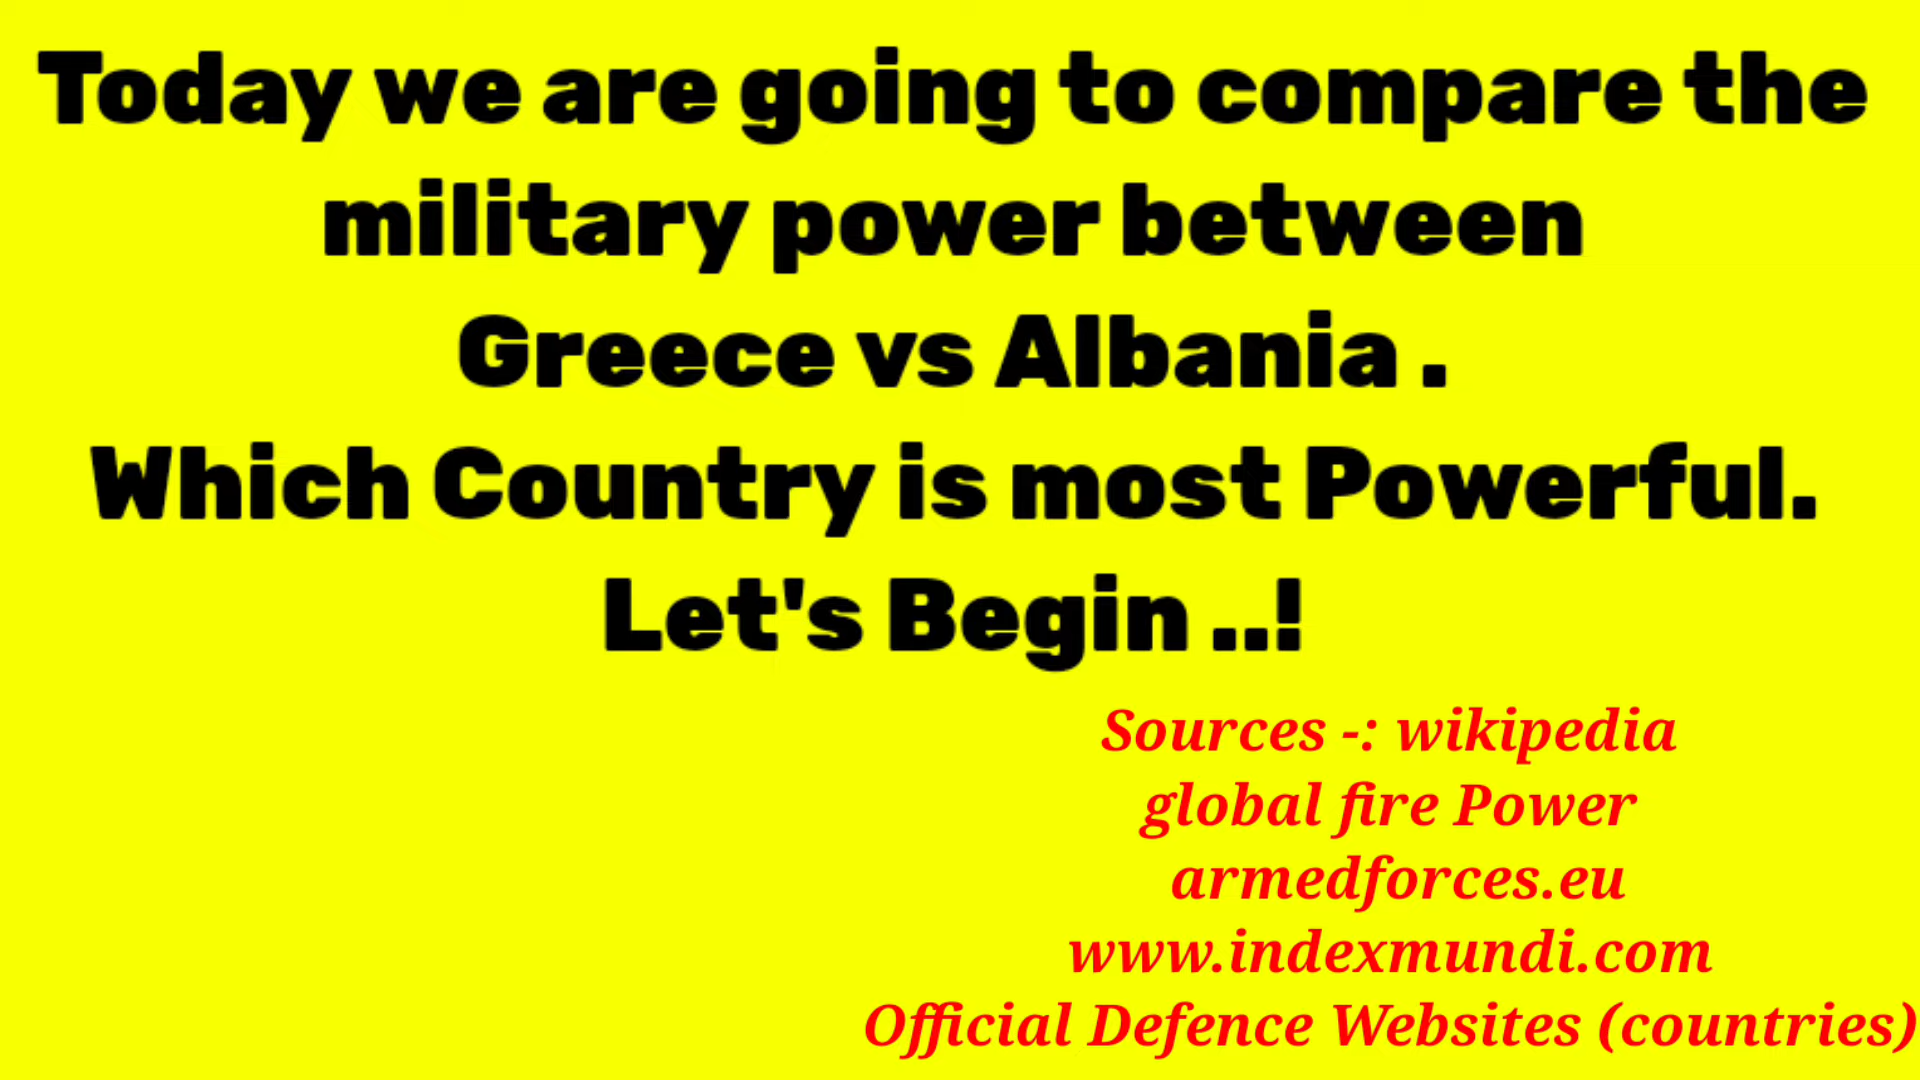 Today we are going to compare the
military power between
Greece vs Albania .
Which Country is most Powerful.
Let's Begin ..!
Sources -: wikipedia
global fire Power
armedforces.eu
www.indexmundi.com
Official Defence Websites (countries)